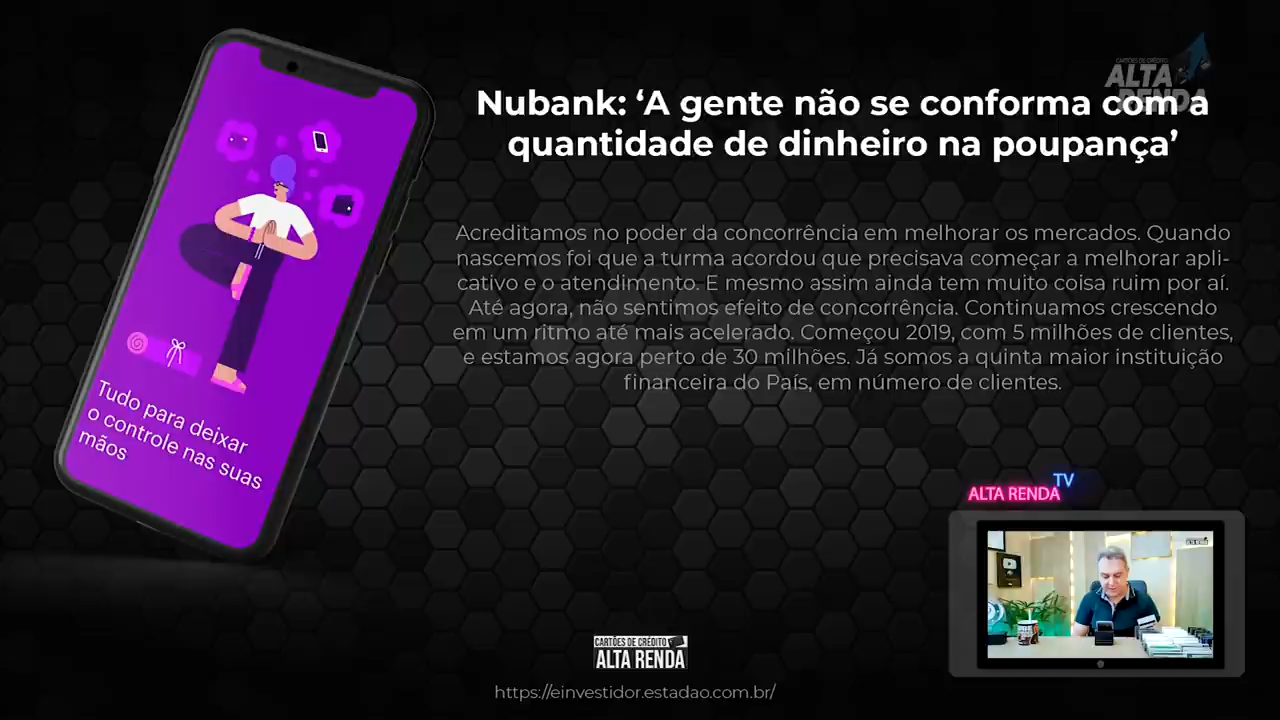 CARTÕES DE CRÉDITO
ALTA
RENDA
Nubank: ‘A gente não se conforma com a
quantidade de dinheiro na poupança’
Acreditamos no poder da concorrência em melhorar os mercados. Quando
nascemos foi que a turma acordou que precisava começar a melhorar apli-
cativo e o atendimento. E mesmo assim ainda tem muito coisa ruim por aí.
Até agora, não sentimos efeito de concorrência. Continuamos crescendo
em um ritmo até mais acelerado. Começou 2019, com 5 milhões de clientes,
e estamos agora perto de 30 milhões. Já somos a quinta maior instituição
financeira do País, em número de clientes.
Tudo para deixar
o controle nas suas
mãos
TV
ALTA RENDA
CARTÕES DE CRÉDITO
ALTA RENDA
https://einvestidor.estadao.com.br/